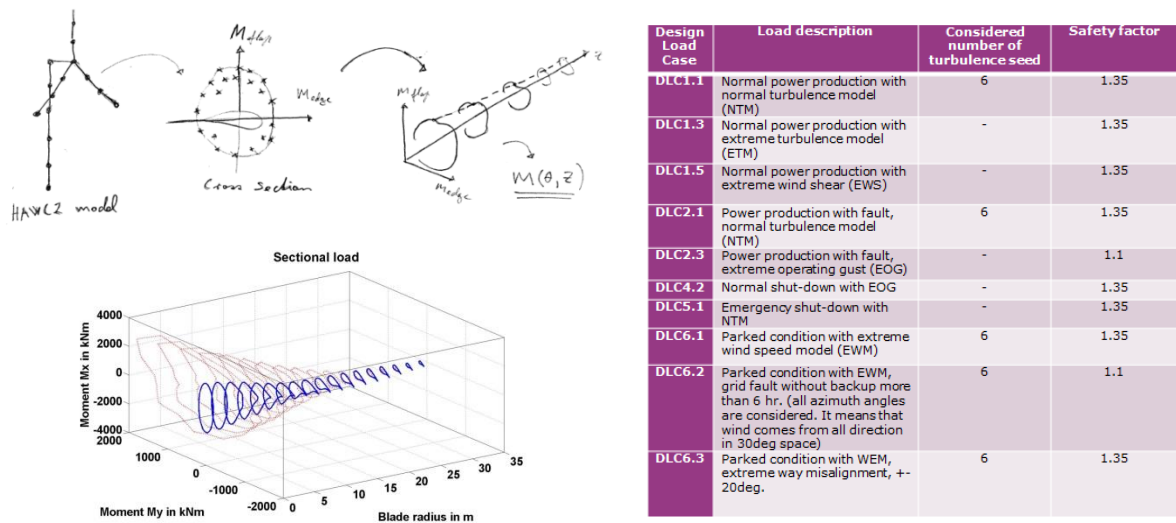 Mflap
Medge
Cross section
HAWC2 model
Mflap
Medge
z
M(θ, z)
Sectional load
Moment Mx in kNm
4000
2000
0
-2000
-4000
2000
1000
0
-1000
-2000
Moment My in kNm
0
5
10
15
20
25
30
35
Blade radius in m
Design Load description Considered Safety factor
Load number of
Case turbulence seed
DLC1.1 Normal power production with 6 1.35
normal turbulence model
(NTM)
DLC1.3 Normal power production with - 1.35
extreme turbulence model
(ETM)
DLC1.5 Normal power production with - 1.35
extreme wind shear (EWS)
DLC2.1 Power production with fault, 6 1.35
normal turbulence model
(NTM)
DLC2.3 Power production with fault, - 1.1
extreme operating gust (EOG)
DLC4.2 Normal shut-down with EOG - 1.35
DLC5.1 Emergency shut-down with - 1.35
NTM
DLC6.1 Parked condition with extreme 6 1.35
wind speed model (EWM)
DLC6.2 Parked condition with EWM, 6 1.1
grid fault without backup more
than 6 hr. (all azimuth angles
are considered. It means that
wind comes from all direction
in 30deg space)
DLC6.3 Parked condition with WEM, 6 1.35
extreme way misalignment, +-
20deg.